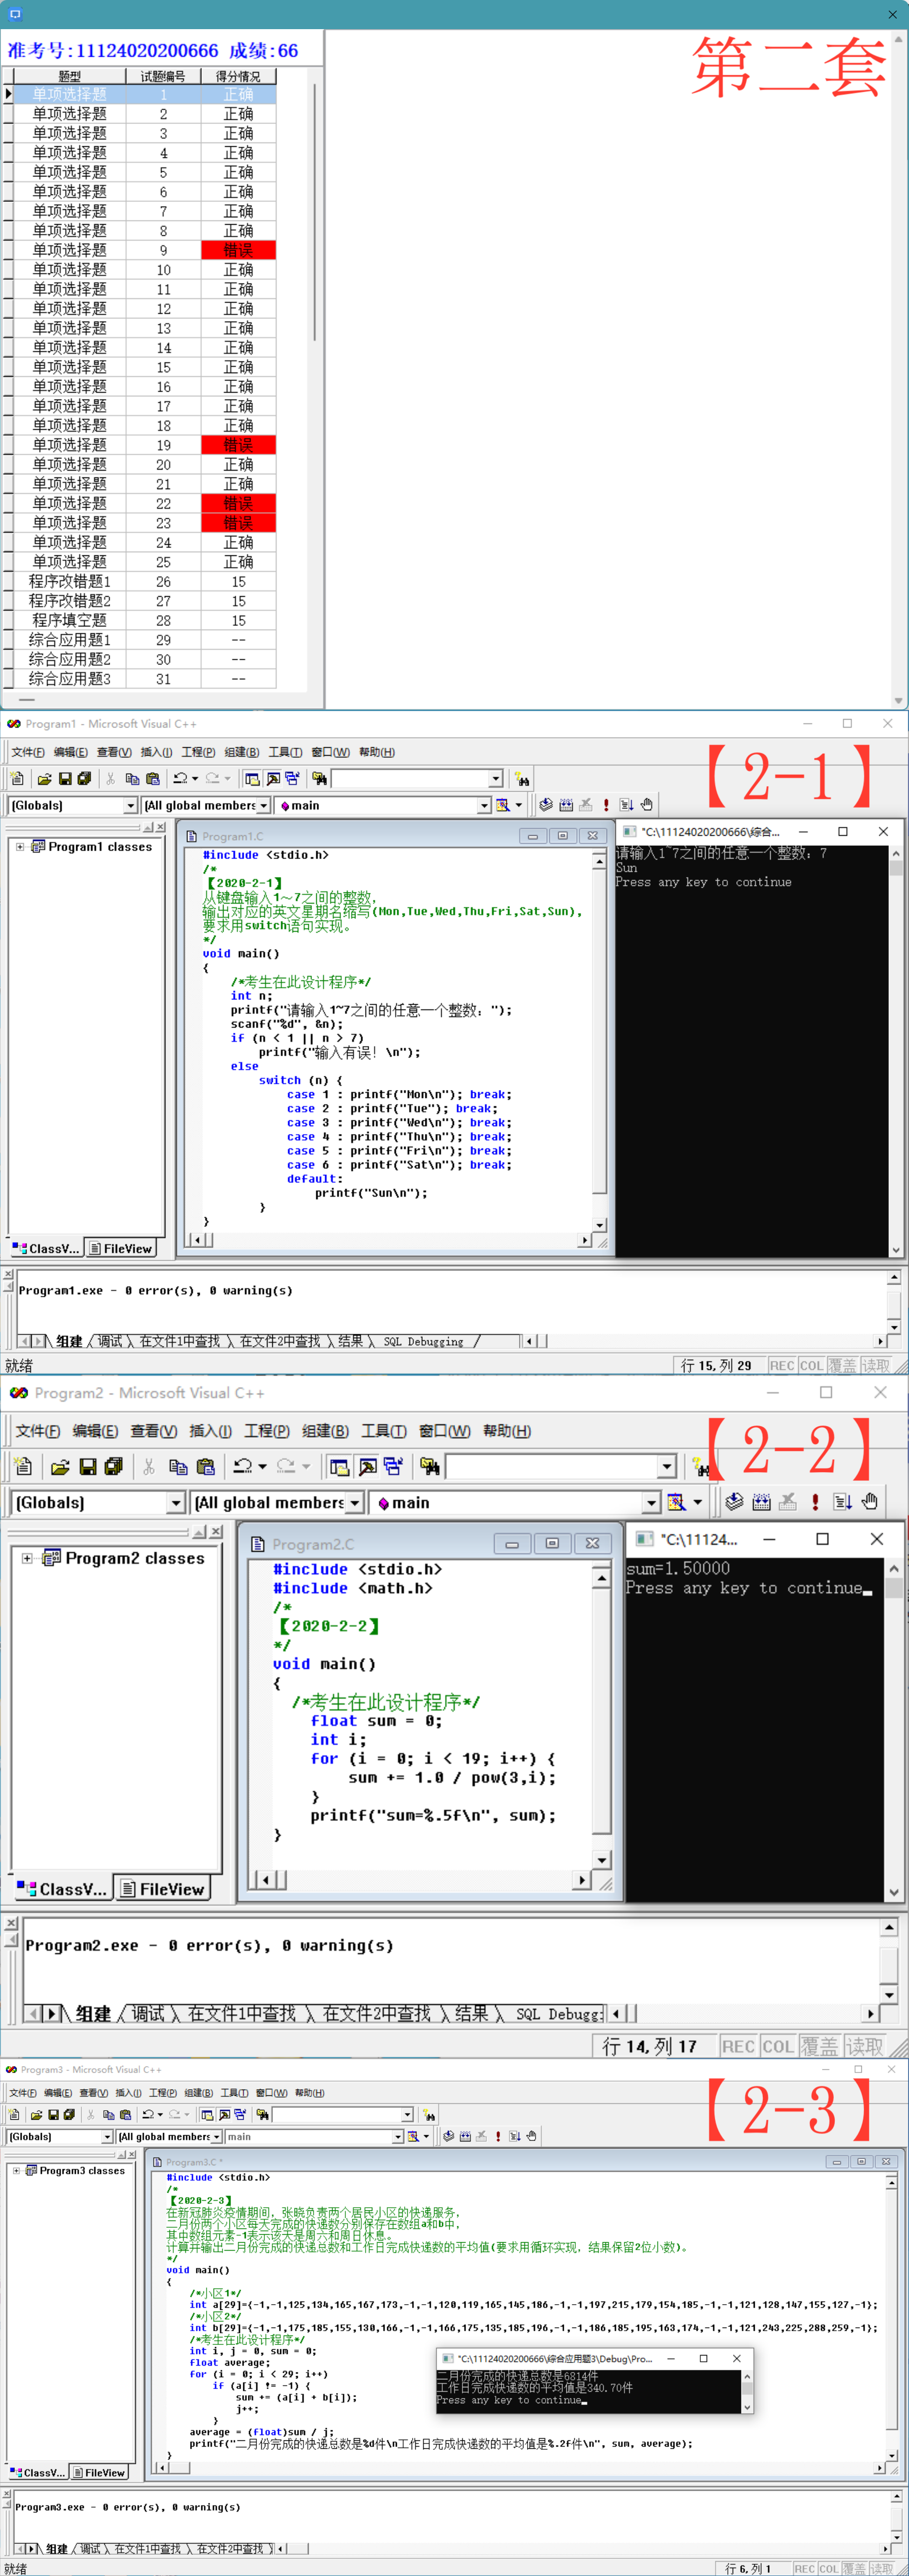 准考号:11124020200666 成绩:66
第二套
题型 试题编号 得分情况
单项选择题 1 正确
单项选择题 2 正确
单项选择题 3 正确
单项选择题 4 正确
单项选择题 5 正确
单项选择题 6 正确
单项选择题 7 正确
单项选择题 8 正确
单项选择题 9 错误
单项选择题 10 正确
单项选择题 11 正确
单项选择题 12 正确
单项选择题 13 正确
单项选择题 14 正确
单项选择题 15 正确
单项选择题 16 正确
单项选择题 17 正确
单项选择题 18 正确
单项选择题 19 错误
单项选择题 20 正确
单项选择题 21 正确
单项选择题 22 错误
单项选择题 23 错误
单项选择题 24 正确
单项选择题 25 正确
程序改错题1 26 15
程序改错题2 27 15
程序填空题 28 15
综合应用题1 29 --
综合应用题2 30 --
综合应用题3 31 --
Program1 - Microsoft Visual C++
文件(F) 编辑(E) 查看(V) 插入(I) 工程(P) 组建(B) 工具(T) 窗口(W) 帮助(H)
【2-1】
(Globals) (All global members main
Program1 classes
Program1.C
#include <stdio.h>
/*
【2020-2-1】
从键盘输入1～7之间的整数,
输出对应的英文星期名缩写(Mon,Tue,Wed,Thu,Fri,Sat,Sun),
要求用switch语句实现。
*/
void main()
{
/*考生在此设计程序*/
int n;
printf("请输入1~7之间的任意一个整数: ");
scanf("%d", &n);
if (n < 1 || n > 7)
printf("输入有误! \n");
else
switch (n) {
case 1 : printf("Mon\n"); break;
case 2 : printf("Tue"); break;
case 3 : printf("Wed\n"); break;
case 4 : printf("Thu\n"); break;
case 5 : printf("Fri\n"); break;
case 6 : printf("Sat\n"); break;
default:
printf("Sun\n");
}
}
"C:\11124020200666\综合...
请输入1~7之间的任意一个整数: 7
Sun
Press any key to continue
ClassV... FileView
Program1.exe - 0 error(s), 0 warning(s)
组建 调试 在文件1中查找 在文件2中查找 结果 SQL Debugging
就绪 行 15, 列 29 REC COL 覆盖 读取
Program2 - Microsoft Visual C++
文件(F) 编辑(E) 查看(V) 插入(I) 工程(P) 组建(B) 工具(T) 窗口(W) 帮助(H)
【2-2】
(Globals) (All global members main
Program2 classes
Program2.C
#include <stdio.h>
#include <math.h>
/*
【2020-2-2】
*/
void main()
{
/*考生在此设计程序*/
float sum = 0;
int i;
for (i = 0; i < 19; i++) {
sum += 1.0 / pow(3,i);
}
printf("sum=%.5f\n", sum);
}
"C:\11124...
sum=1.50000
Press any key to continue
ClassV... FileView
Program2.exe - 0 error(s), 0 warning(s)
组建 调试 在文件1中查找 在文件2中查找 结果 SQL Debuggi
行 14, 列 17 REC COL 覆盖 读取
Program3 - Microsoft Visual C++
文件(F) 编辑(E) 查看(V) 插入(I) 工程(P) 组建(B) 工具(T) 窗口(W) 帮助(H)
【2-3】
(Globals) (All global members main
Program3 classes
Program3.C *
#include <stdio.h>
/*
【2020-2-3】
在新冠肺炎疫情期间, 张晓负责两个居民小区的快递服务,
二月份两个小区每天完成的快递数分别保存在数组a和b中,
其中数组元素-1表示该天是周六和周日休息。
计算并输出二月份完成的快递总数和工作日完成快递数的平均值(要求用循环实现, 结果保留2位小数)。
*/
void main()
{
/*小区1*/
int a[29]={-1,-1,125,134,165,167,173,-1,-1,120,119,165,145,186,-1,-1,197,215,179,154,185,-1,-1,121,128,147,155,127,-1};
/*小区2*/
int b[29]={-1,-1,175,185,155,130,166,-1,-1,166,175,135,185,196,-1,-1,186,185,195,163,174,-1,-1,121,243,225,288,259,-1};
/*考生在此设计程序*/
int i, j = 0, sum = 0;
float average;
for (i = 0; i < 29; i++)
if (a[i] != -1) {
sum += (a[i] + b[i]);
j++;
}
average = (float)sum / j;
printf("二月份完成的快递总数是%d件\n工作日完成快递数的平均值是%.2f件\n", sum, average);
}
"C:\11124020200666\综合应用题3\Debug\Pro...
二月份完成的快递总数是6814件
工作日完成快递数的平均值是340.70件
Press any key to continue
ClassV... FileView
Program3.exe - 0 error(s), 0 warning(s)
组建 调试 在文件1中查找 在文件2中查找
就绪 行 6, 列 1 REC COL 覆盖 读取